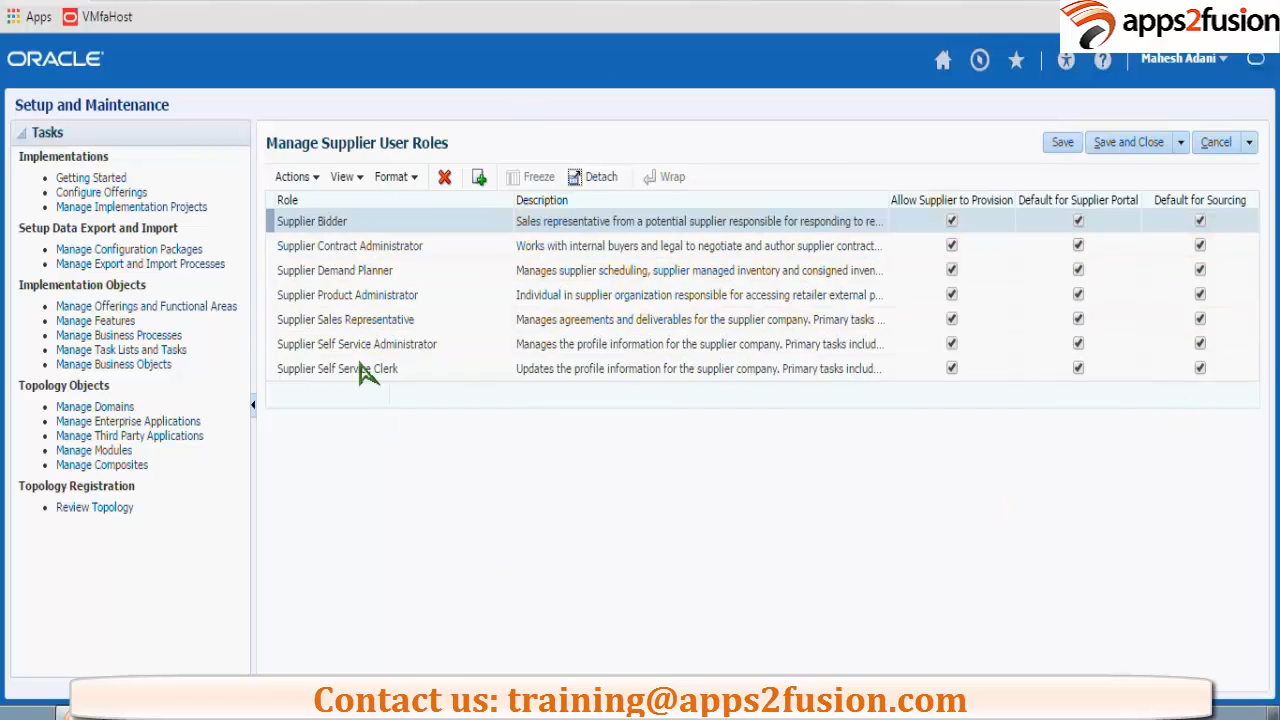 Apps VMfaHost
apps2fusion
ORACLE
Mahesh Adani
Setup and Maintenance
Tasks
Implementations
Getting Started
Configure Offerings
Manage Implementation Projects
Setup Data Export and Import
Manage Configuration Packages
Manage Export and Import Processes
Implementation Objects
Manage Offerings and Functional Areas
Manage Features
Manage Business Processes
Manage Task Lists and Tasks
Manage Business Objects
Topology Objects
Manage Domains
Manage Enterprise Applications
Manage Third Party Applications
Manage Modules
Manage Composites
Topology Registration
Review Topology
Manage Supplier User Roles
Save Save and Close Cancel
Actions View Format Freeze Detach Wrap
Role Description Allow Supplier to Provision Default for Supplier Portal Default for Sourcing
Supplier Bidder Sales representative from a potential supplier responsible for responding to re...
Supplier Contract Administrator Works with internal buyers and legal to negotiate and author supplier contract...
Supplier Demand Planner Manages supplier scheduling, supplier managed inventory and consigned inven...
Supplier Product Administrator Individual in supplier organization responsible for accessing retailer external p...
Supplier Sales Representative Manages agreements and deliverables for the supplier company. Primary tasks ...
Supplier Self Service Administrator Manages the profile information for the supplier company. Primary tasks includ...
Supplier Self Service Clerk Updates the profile information for the supplier company. Primary tasks includ...
Contact us: training@apps2fusion.com